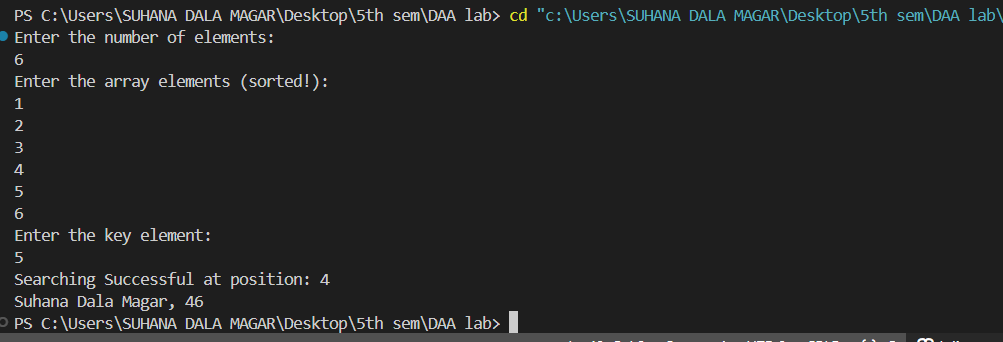 PS C:\Users\SUHANA DALA MAGAR\Desktop\5th sem\DAA lab> cd "c:\Users\SUHANA DALA MAGAR\Desktop\5th sem\DAA lab\
Enter the number of elements:
6
Enter the array elements (sorted!):
1
2
3
4
5
6
Enter the key element:
5
Searching Successful at position: 4
Suhana Dala Magar, 46
PS C:\Users\SUHANA DALA MAGAR\Desktop\5th sem\DAA lab>